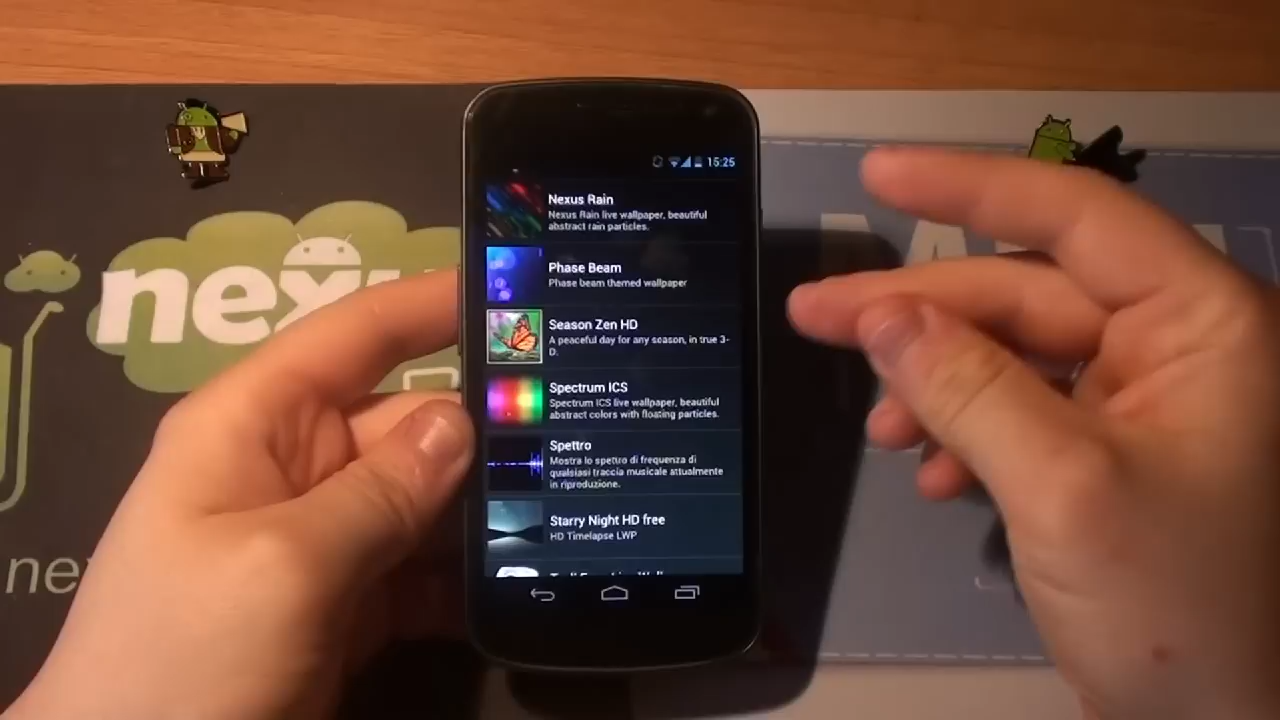 15:25
Nexus Rain
Nexus Rain live wallpaper, beautiful
abstract rain particles.
Phase Beam
Phase beam themed wallpaper
Season Zen HD
A peaceful day for any season, in true 3-
D.
Spectrum ICS
Spectrum ICS live wallpaper, beautiful
abstract colors with floating particles.
Spettro
Mostra lo spettro di frequenza di
qualsiasi traccia musicale attualmente
in riproduzione.
Starry Night HD free
HD Timelapse LWP